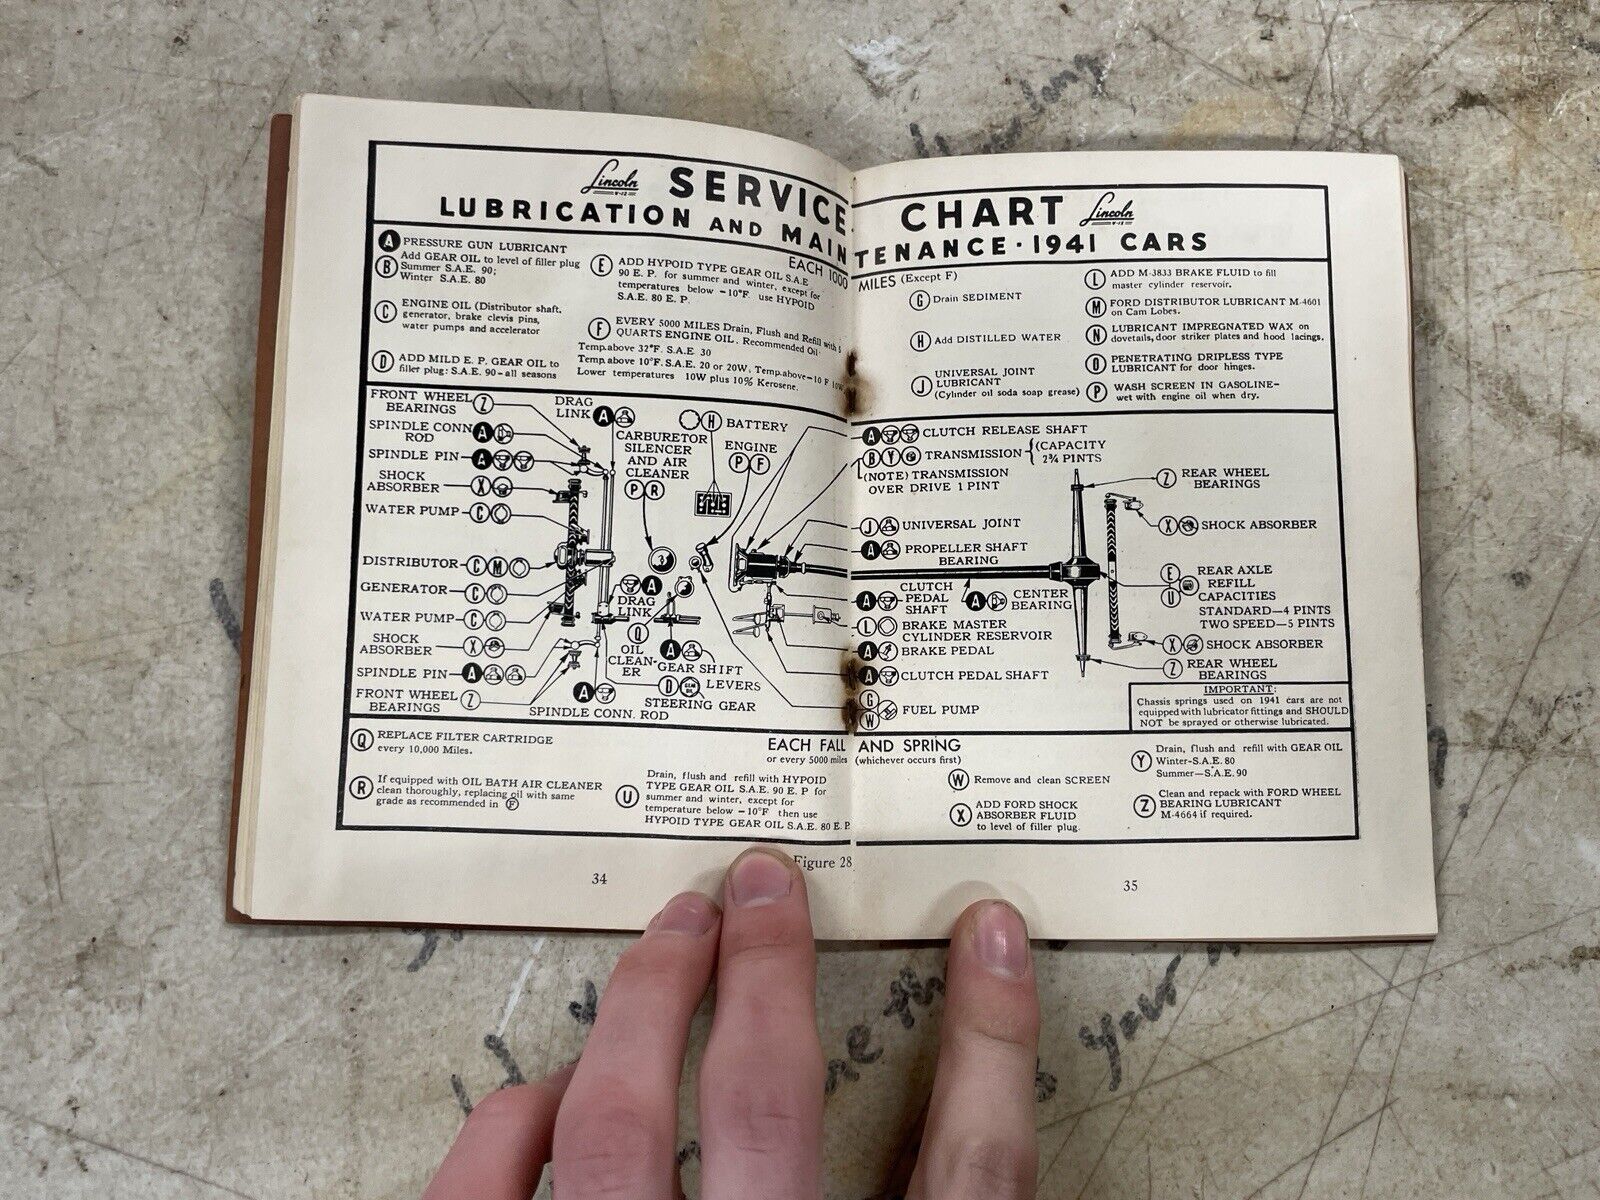 Lincoln
V-12
SERVICE CHART
Lincoln
V-12
LUBRICATION AND MAINTENANCE · 1941 CARS
EACH 1000 MILES (Except F)
A PRESSURE GUN LUBRICANT
B Add GEAR OIL to level of filler plug
Summer S.A.E. 90;
Winter S.A.E. 80
C ENGINE OIL (Distributor shaft,
generator, brake clevis pins,
water pumps and accelerator
D ADD MILD E. P. GEAR OIL to
filler plug: S.A.E. 90-all seasons
E ADD HYPOID TYPE GEAR OIL S.A.E
90 E. P. for summer and winter, except for
temperatures below -10°F use HYPOID
S.A.E. 80 E. P.
F EVERY 5000 MILES Drain, Flush and Refill with 5
QUARTS ENGINE OIL. Recommended Oil:
Temp. above 32°F. S.A.E. 30
Temp. above 10°F. S.A.E. 20 or 20W, Temp. above-10 F 10W
Lower temperatures 10W plus 10% Kerosene.
G Drain SEDIMENT
H Add DISTILLED WATER
J UNIVERSAL JOINT
LUBRICANT
(Cylinder oil soda soap grease)
L ADD M-3833 BRAKE FLUID to fill
master cylinder reservoir.
M FORD DISTRIBUTOR LUBRICANT M-4601
on Cam Lobes.
N LUBRICANT IMPREGNATED WAX on
dovetails, door striker plates and hood lacings.
O PENETRATING DRIPLESS TYPE
LUBRICANT for door hinges.
P WASH SCREEN IN GASOLINE-
wet with engine oil when dry.
FRONT WHEEL
BEARINGS Z
SPINDLE CONN.
ROD A
SPINDLE PIN A
SHOCK
ABSORBER X
WATER PUMP C
DISTRIBUTOR C M
GENERATOR C
WATER PUMP C
SHOCK
ABSORBER X
SPINDLE PIN A
FRONT WHEEL
BEARINGS Z
DRAG
LINK A
CARBURETOR
SILENCER
AND AIR
CLEANER
P R
H BATTERY
ENGINE
P F
A
DRAG
LINK
Q
OIL
CLEAN-
ER
A
GEAR SHIFT
LEVERS
D GEAR OIL
STEERING GEAR
A
SPINDLE CONN. ROD
A CLUTCH RELEASE SHAFT
B Y TRANSMISSION (CAPACITY
2¾ PINTS
(NOTE) TRANSMISSION
OVER DRIVE 1 PINT
J UNIVERSAL JOINT
A PROPELLER SHAFT
BEARING
A CLUTCH
PEDAL
SHAFT
A CENTER
BEARING
L BRAKE MASTER
CYLINDER RESERVOIR
A BRAKE PEDAL
A CLUTCH PEDAL SHAFT
G
W FUEL PUMP
Z REAR WHEEL
BEARINGS
X SHOCK ABSORBER
E
U REAR AXLE
REFILL
CAPACITIES
STANDARD—4 PINTS
TWO SPEED—5 PINTS
X SHOCK ABSORBER
Z REAR WHEEL
BEARINGS
IMPORTANT:
Chassis springs used on 1941 cars are not
equipped with lubricator fittings and SHOULD
NOT be sprayed or otherwise lubricated.
EACH FALL AND SPRING
or every 5000 miles (whichever occurs first)
Q REPLACE FILTER CARTRIDGE
every 10,000 Miles.
R If equipped with OIL BATH AIR CLEANER
clean thoroughly, replacing oil with same
grade as recommended in F
U Drain, flush and refill with HYPOID
TYPE GEAR OIL S.A.E. 90 E. P for
summer and winter, except for
temperature below -10°F then use
HYPOID TYPE GEAR OIL S.A.E. 80 E.P.
W Remove and clean SCREEN
X ADD FORD SHOCK
ABSORBER FLUID
to level of filler plug.
Y Drain, flush and refill with GEAR OIL
Winter-S.A.E. 80
Summer—S.A.E. 90
Z Clean and repack with FORD WHEEL
BEARING LUBRICANT
M-4664 if required.
Figure 28
34
35
your